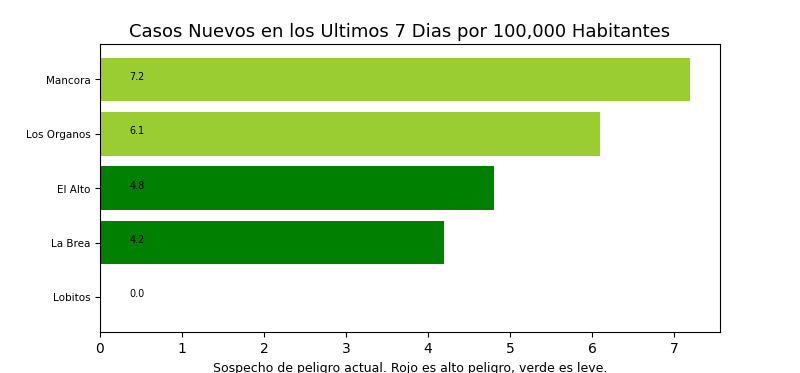 Casos Nuevos en los Ultimos 7 Dias por 100,000 Habitantes
Mancora 7.2
Los Organos 6.1
El Alto 4.8
La Brea 4.2
Lobitos 0.0
0 1 2 3 4 5 6 7
Sospecho de peligro actual. Rojo es alto peligro, verde es leve.